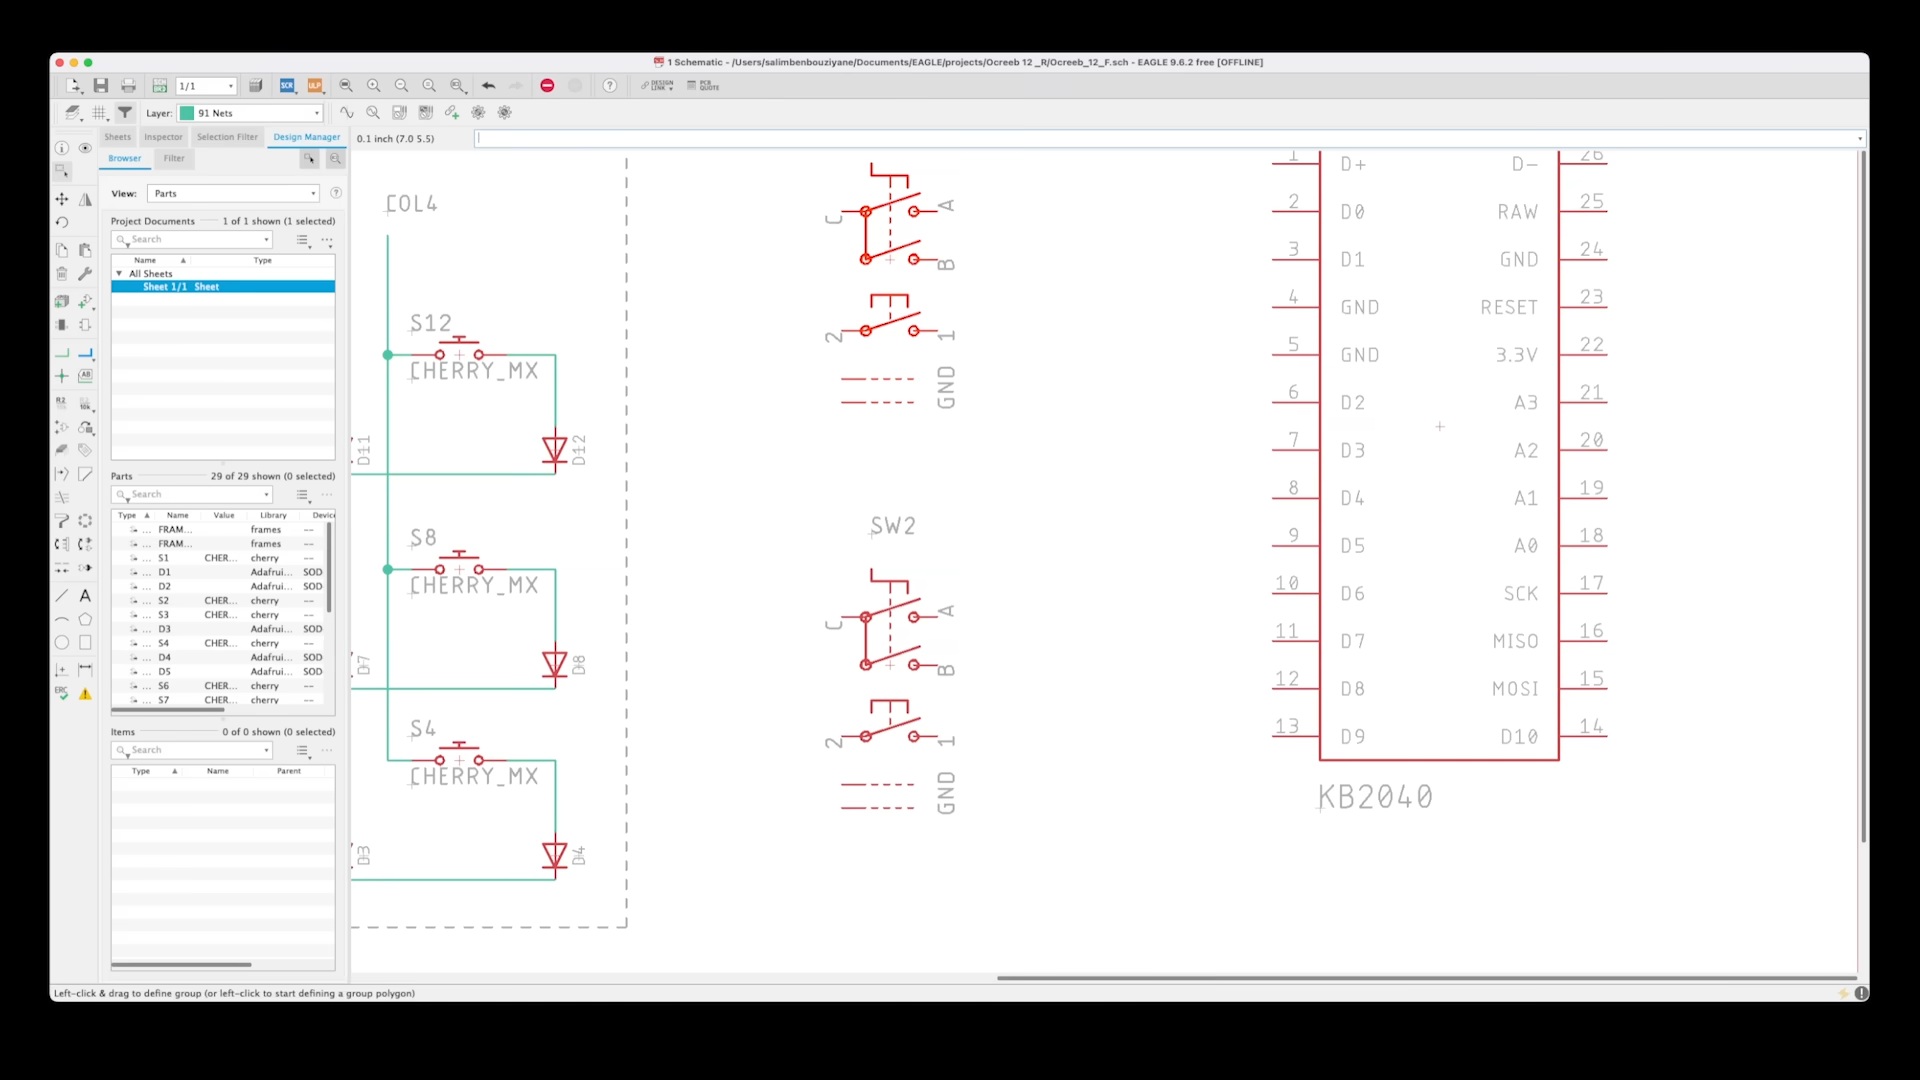 1 Schematic - /Users/salimbenbouziyane/Documents/EAGLE/projects/Ocreeb 12 _R/Ocreeb_12_F.sch - EAGLE 9.6.2 free [OFFLINE]
1/1
SCR
ULP
DESIGN LINK
PCB QUOTE
Layer: 91 Nets
Sheets Inspector Selection Filter Design Manager
0.1 inch (7.0 5.5)
Browser Filter
View: Parts
Project Documents 1 of 1 shown (1 selected)
Search
Name Type
All Sheets
Sheet 1/1 Sheet
Parts 29 of 29 shown (0 selected)
Search
Type Name Value Library Devic
... FRAM... frames --
... FRAM... frames --
... S1 CHER... cherry --
... D1 Adafrui... SOD
... D2 Adafrui... SOD
... S2 CHER... cherry --
... S3 CHER... cherry --
... D3 Adafrui... SOD
... S4 CHER... cherry --
... D4 Adafrui... SOD
... D5 Adafrui... SOD
... S6 CHER... cherry --
... S7 CHER... cherry --
Items 0 of 0 shown (0 selected)
Search
Type Name Parent
R2
10k
ERC
COL4
S12
CHERRY_MX
D11
D12
S8
CHERRY_MX
D7
D8
S4
CHERRY_MX
D3
D4
C A
B
2 1
GND
SW2
C A
B
2 1
GND
1 D+ D- 26
2 D0 RAW 25
3 D1 GND 24
4 GND RESET 23
5 GND 3.3V 22
6 D2 A3 21
7 D3 A2 20
8 D4 A1 19
9 D5 A0 18
10 D6 SCK 17
11 D7 MISO 16
12 D8 MOSI 15
13 D9 D10 14
KB2040
Left-click & drag to define group (or left-click to start defining a group polygon)